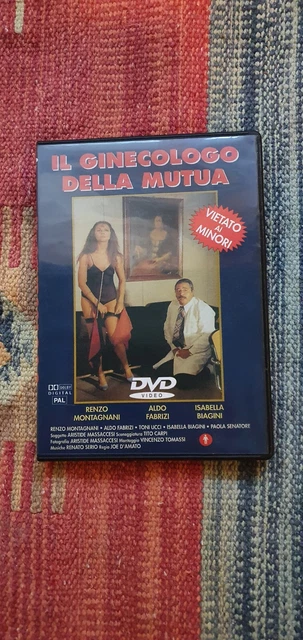 IL GINECOLOGO
DELLA MUTUA
VIETATO
AI
MINORI
DOLBY
DIGITAL
PAL
DVD
VIDEO
RENZO
MONTAGNANI
ALDO
FABRIZI
ISABELLA
BIAGINI
RENZO MONTAGNANI • ALDO FABRIZI • TONI UCCI • ISABELLA BIAGINI • PAOLA SENATORE
Soggetto ARISTIDE MASSACCESI Sceneggiatura TITO CARPI
Fotografia ARISTIDE MASSACCESI Montaggio VINCENZO TOMASSI
Musiche RENATO SERIO Regia JOE D'AMATO